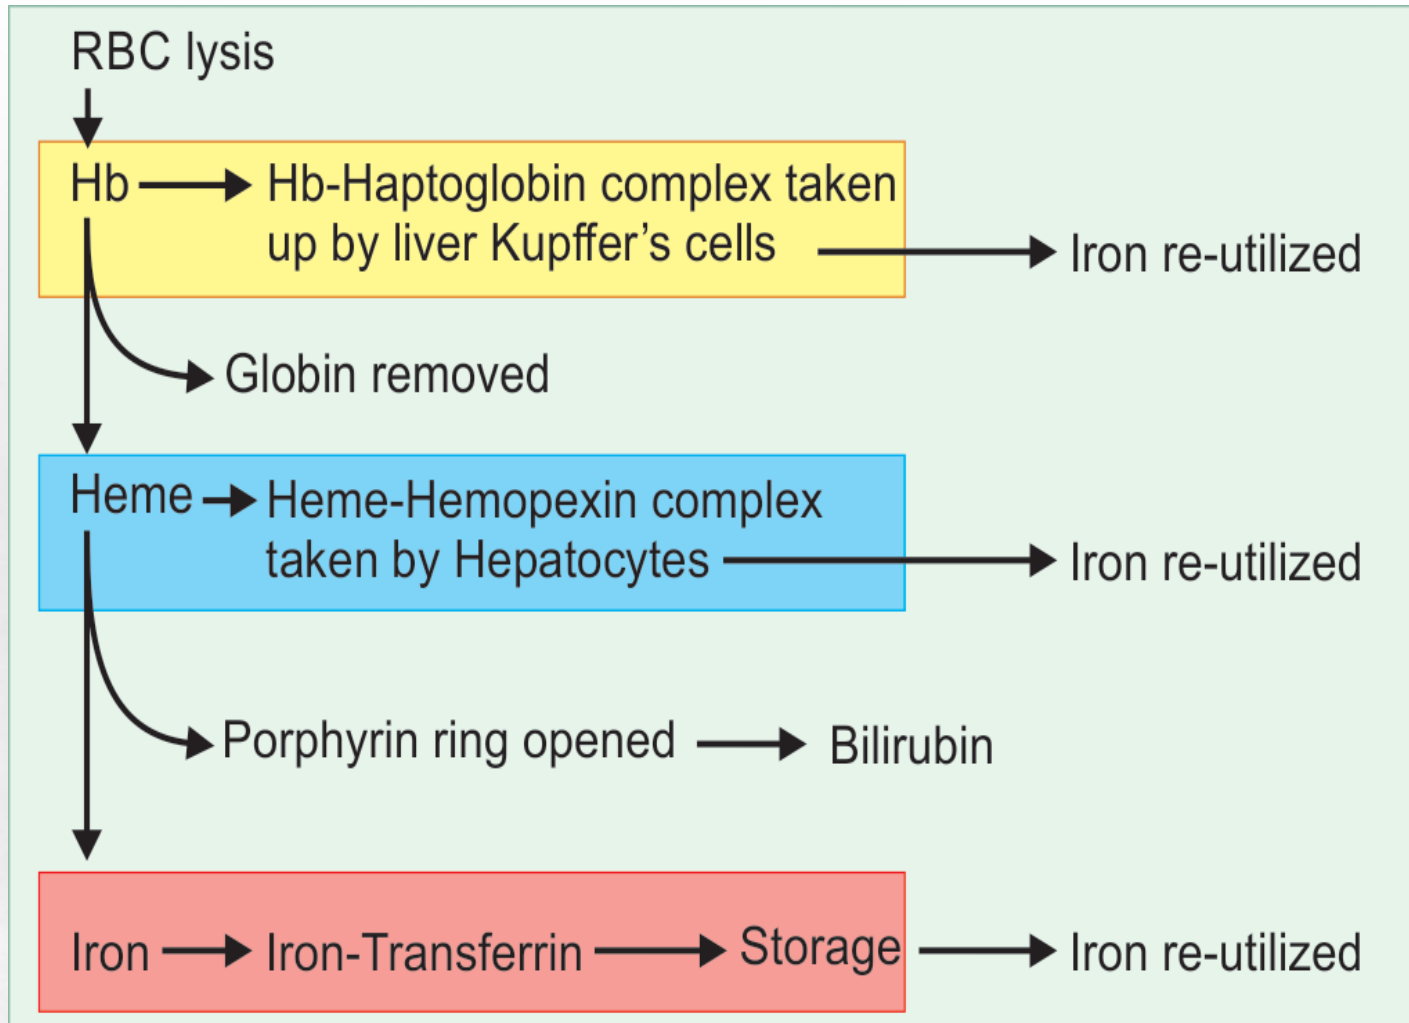 RBC lysis
Hb Hb-Haptoglobin complex taken
up by liver Kupffer's cells
Iron re-utilized
Globin removed
Heme Heme-Hemopexin complex
taken by Hepatocytes
Iron re-utilized
Porphyrin ring opened Bilirubin
Iron Iron-Transferrin Storage Iron re-utilized